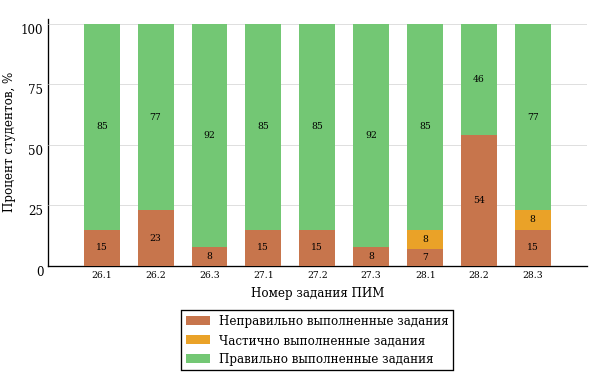 Процент студентов, %
100
75
50
25
0
85 77 92 85 85 92 85 46 77
8 54 8
15 23 8 15 15 8 7 15
26.1 26.2 26.3 27.1 27.2 27.3 28.1 28.2 28.3
Номер задания ПИМ
Неправильно выполненные задания
Частично выполненные задания
Правильно выполненные задания